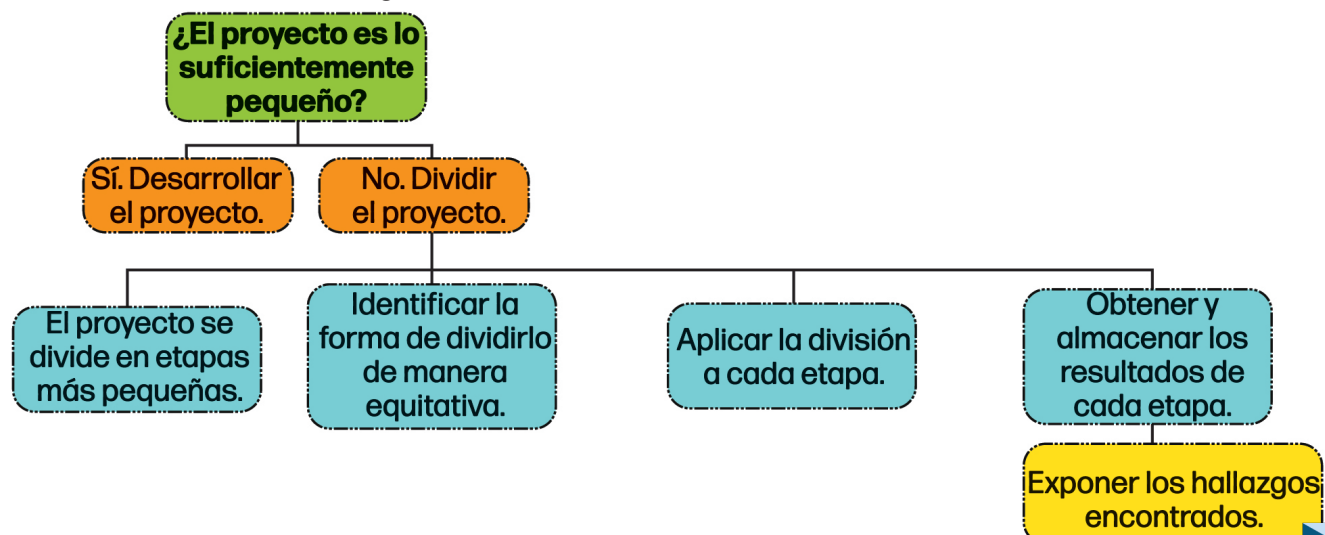 ¿El proyecto es lo
suficientemente
pequeño?
Sí. Desarrollar
el proyecto.
No. Dividir
el proyecto.
El proyecto se
divide en etapas
más pequeñas.
Identificar la
forma de dividirlo
de manera
equitativa.
Aplicar la división
a cada etapa.
Obtener y
almacenar los
resultados de
cada etapa.
Exponer los hallazgos
encontrados.